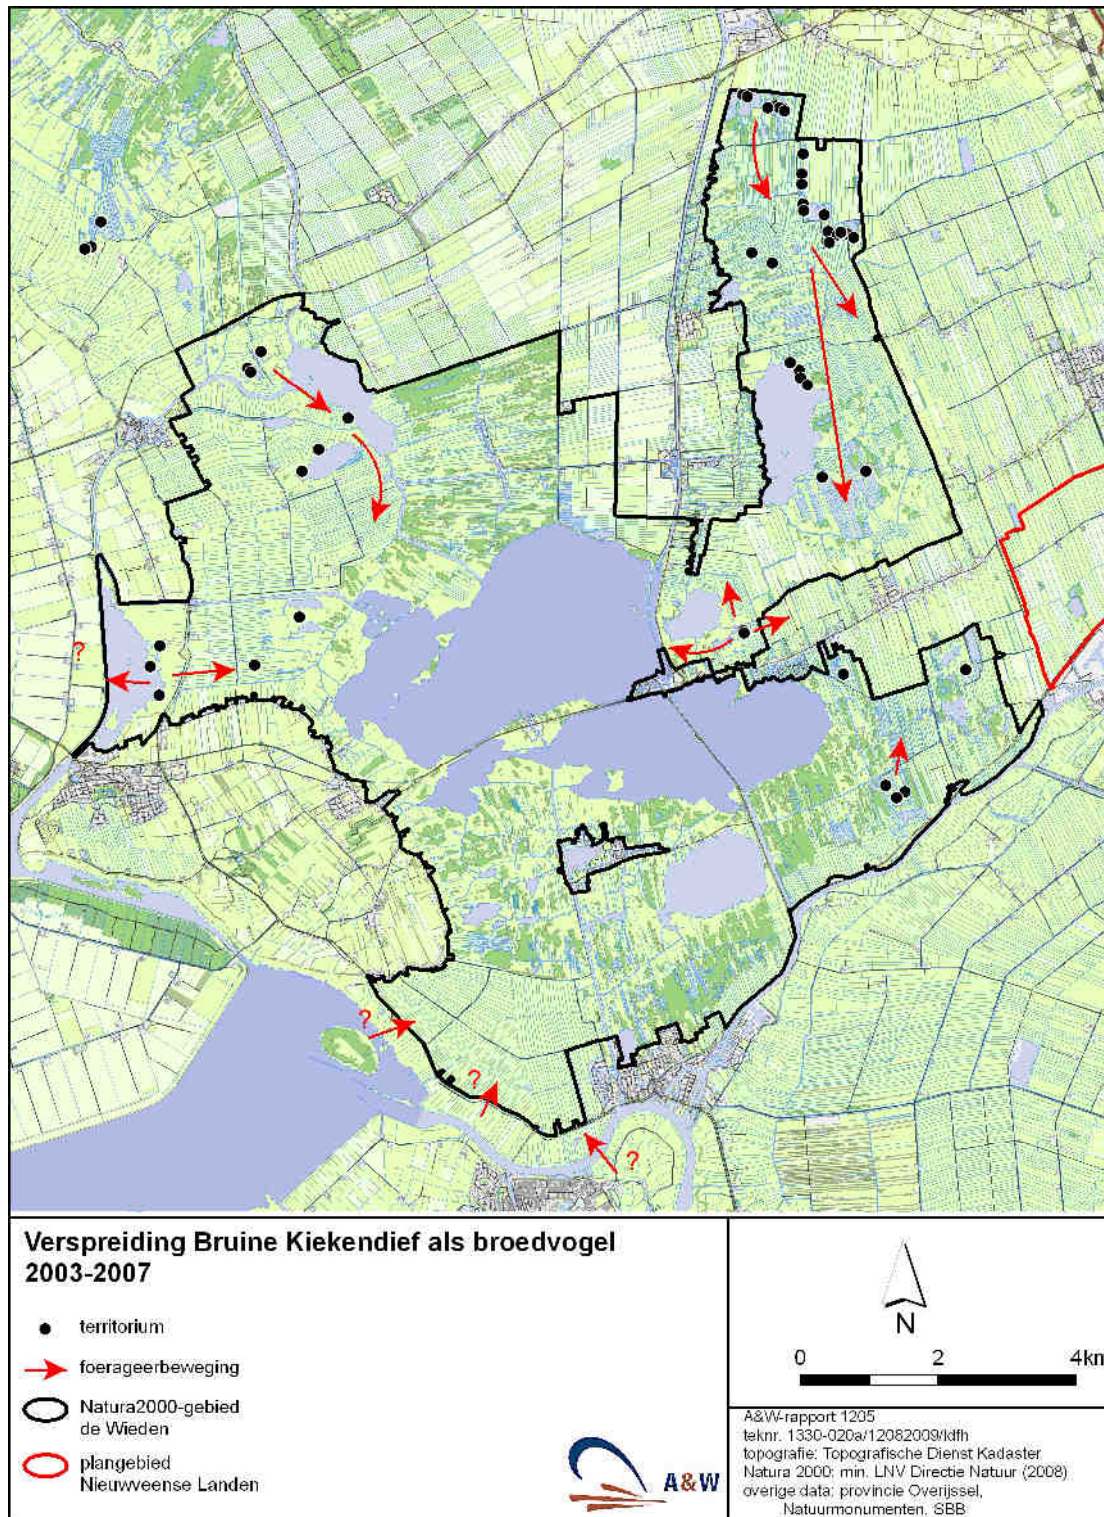 ?
?
?
?
Verspreiding Bruine Kiekendief als broedvogel
2003-2007
territorium
foerageerbeweging
Natura2000-gebied
de Wieden
plangebied
Nieuwveense Landen
A&W
N
0 2 4km
A&W-rapport 1205
teknr. 1330-020a/12082009/ldfh
topografie: Topografische Dienst Kadaster
Natura 2000: min. LNV Directie Natuur (2008)
overige data: provincie Overijssel,
Natuurmonumenten, SBB